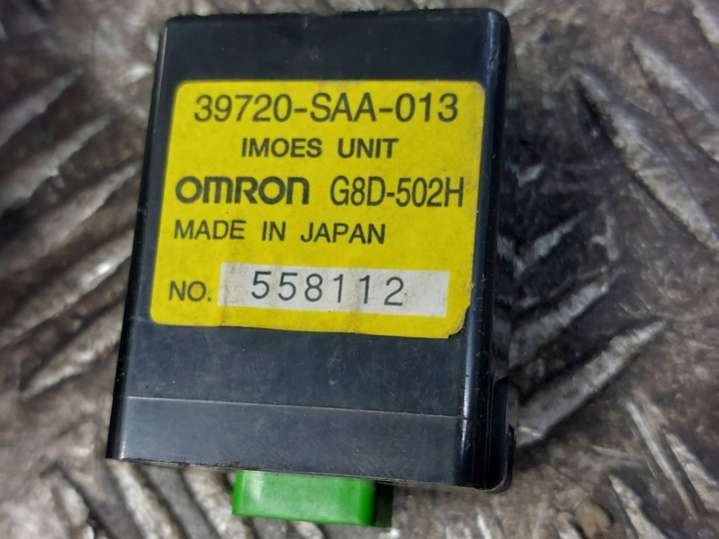 39720-SAA-013
IMOES UNIT
OMRON G8D-502H
MADE IN JAPAN
NO. 558112